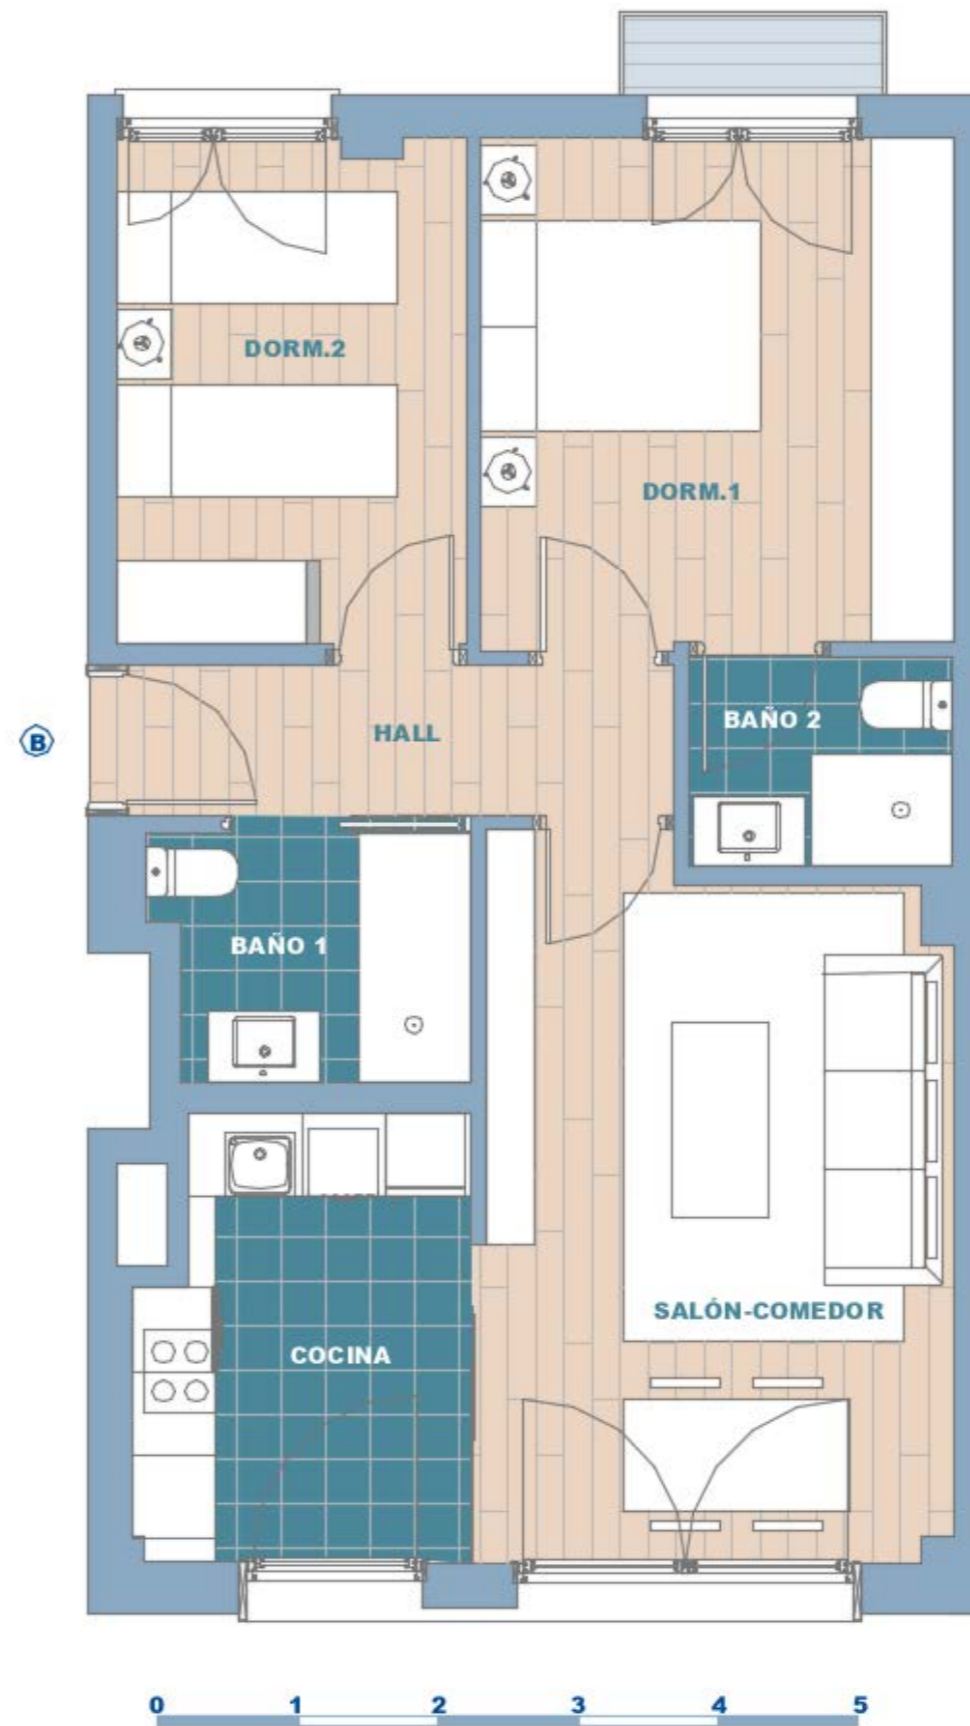 DORM.2
DORM.1
HALL
B
BAÑO 2
BAÑO 1
SALÓN-COMEDOR
COCINA
0 1 2 3 4 5